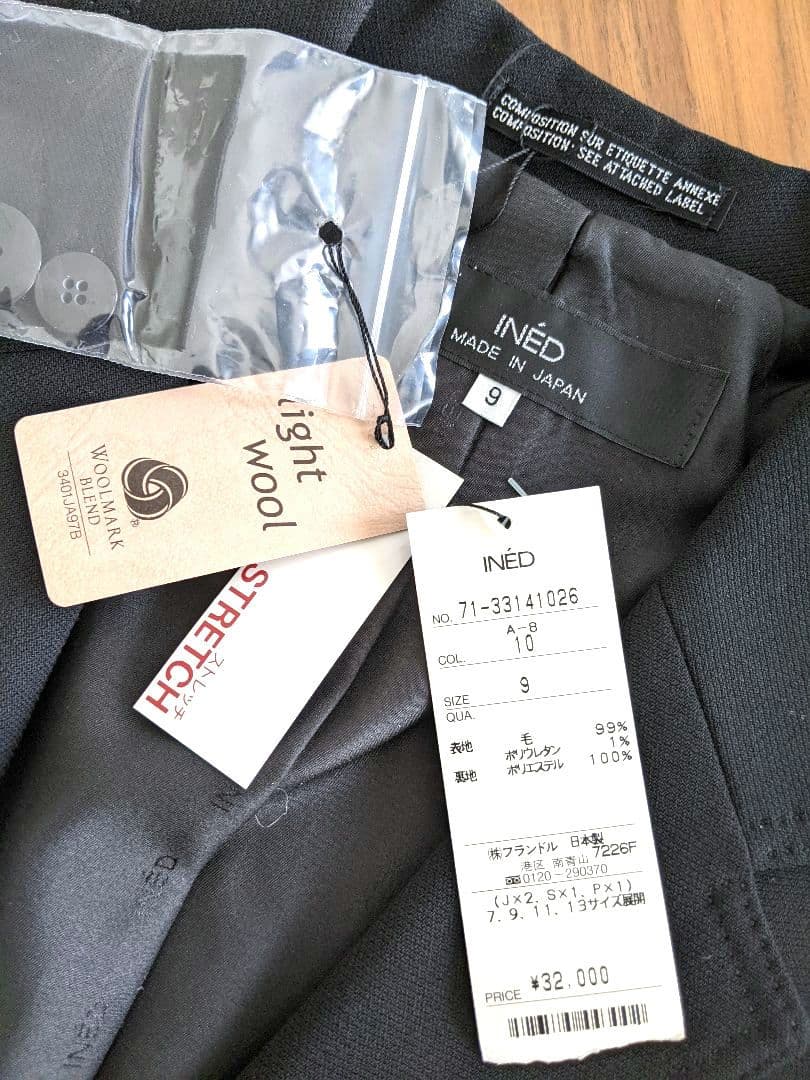 COMPOSITION SUR ETIQUETTE ANNEXE
COMPOSITION: SEE ATTACHED LABEL
INÉD
MADE IN JAPAN
9
light
wool
WOOLMARK
BLEND
3401JA97B
®
STRETCH
ストレッチ
INÉD
NO. 71-33141026
A-8
COL. 10
SIZE 9
QUA.
表地 毛 99%
ポリウレタン 1%
裏地 ポリエステル 100%
㈱フランドル 日本製
港区 南青山 7226F
☎0120-290370
(J×2. S×1. P×1)
7. 9. 11. 13サイズ展開
PRICE ¥32,000
INÉD